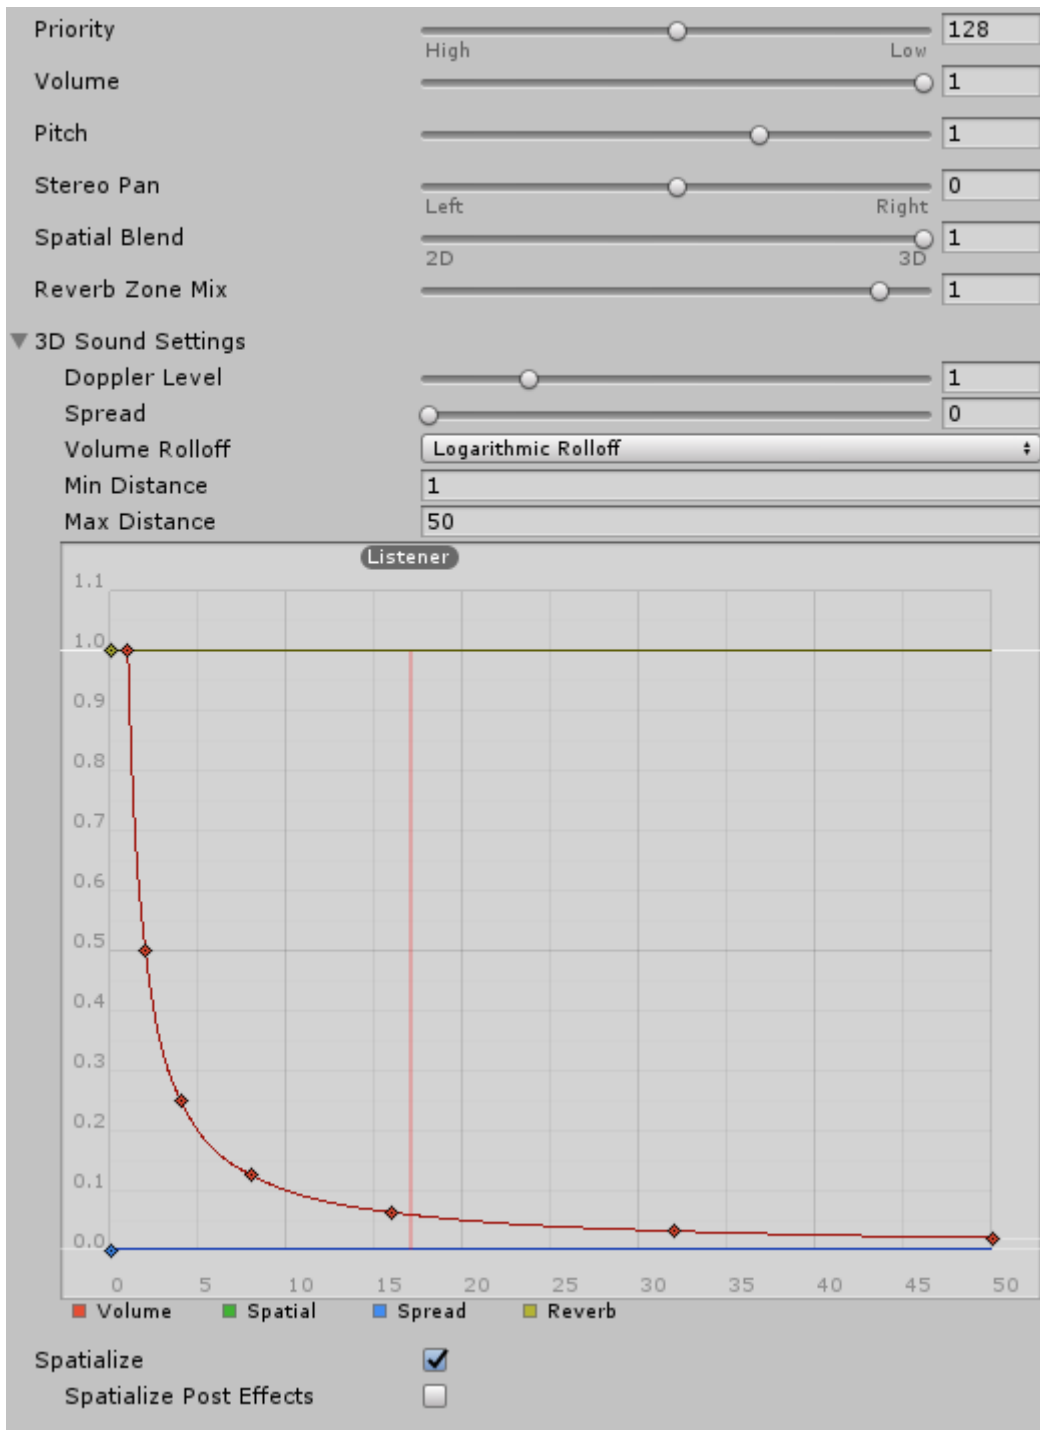 Priority 128
High Low
Volume 1
Pitch 1
Stereo Pan 0
Left Right
Spatial Blend 1
2D 3D
Reverb Zone Mix 1
3D Sound Settings
Doppler Level 1
Spread 0
Volume Rolloff Logarithmic Rolloff
Min Distance 1
Max Distance 50
Listener
1.1
1.0
0.9
0.8
0.7
0.6
0.5
0.4
0.3
0.2
0.1
0.0
0 5 10 15 20 25 30 35 40 45 50
Volume Spatial Spread Reverb
Spatialize
Spatialize Post Effects